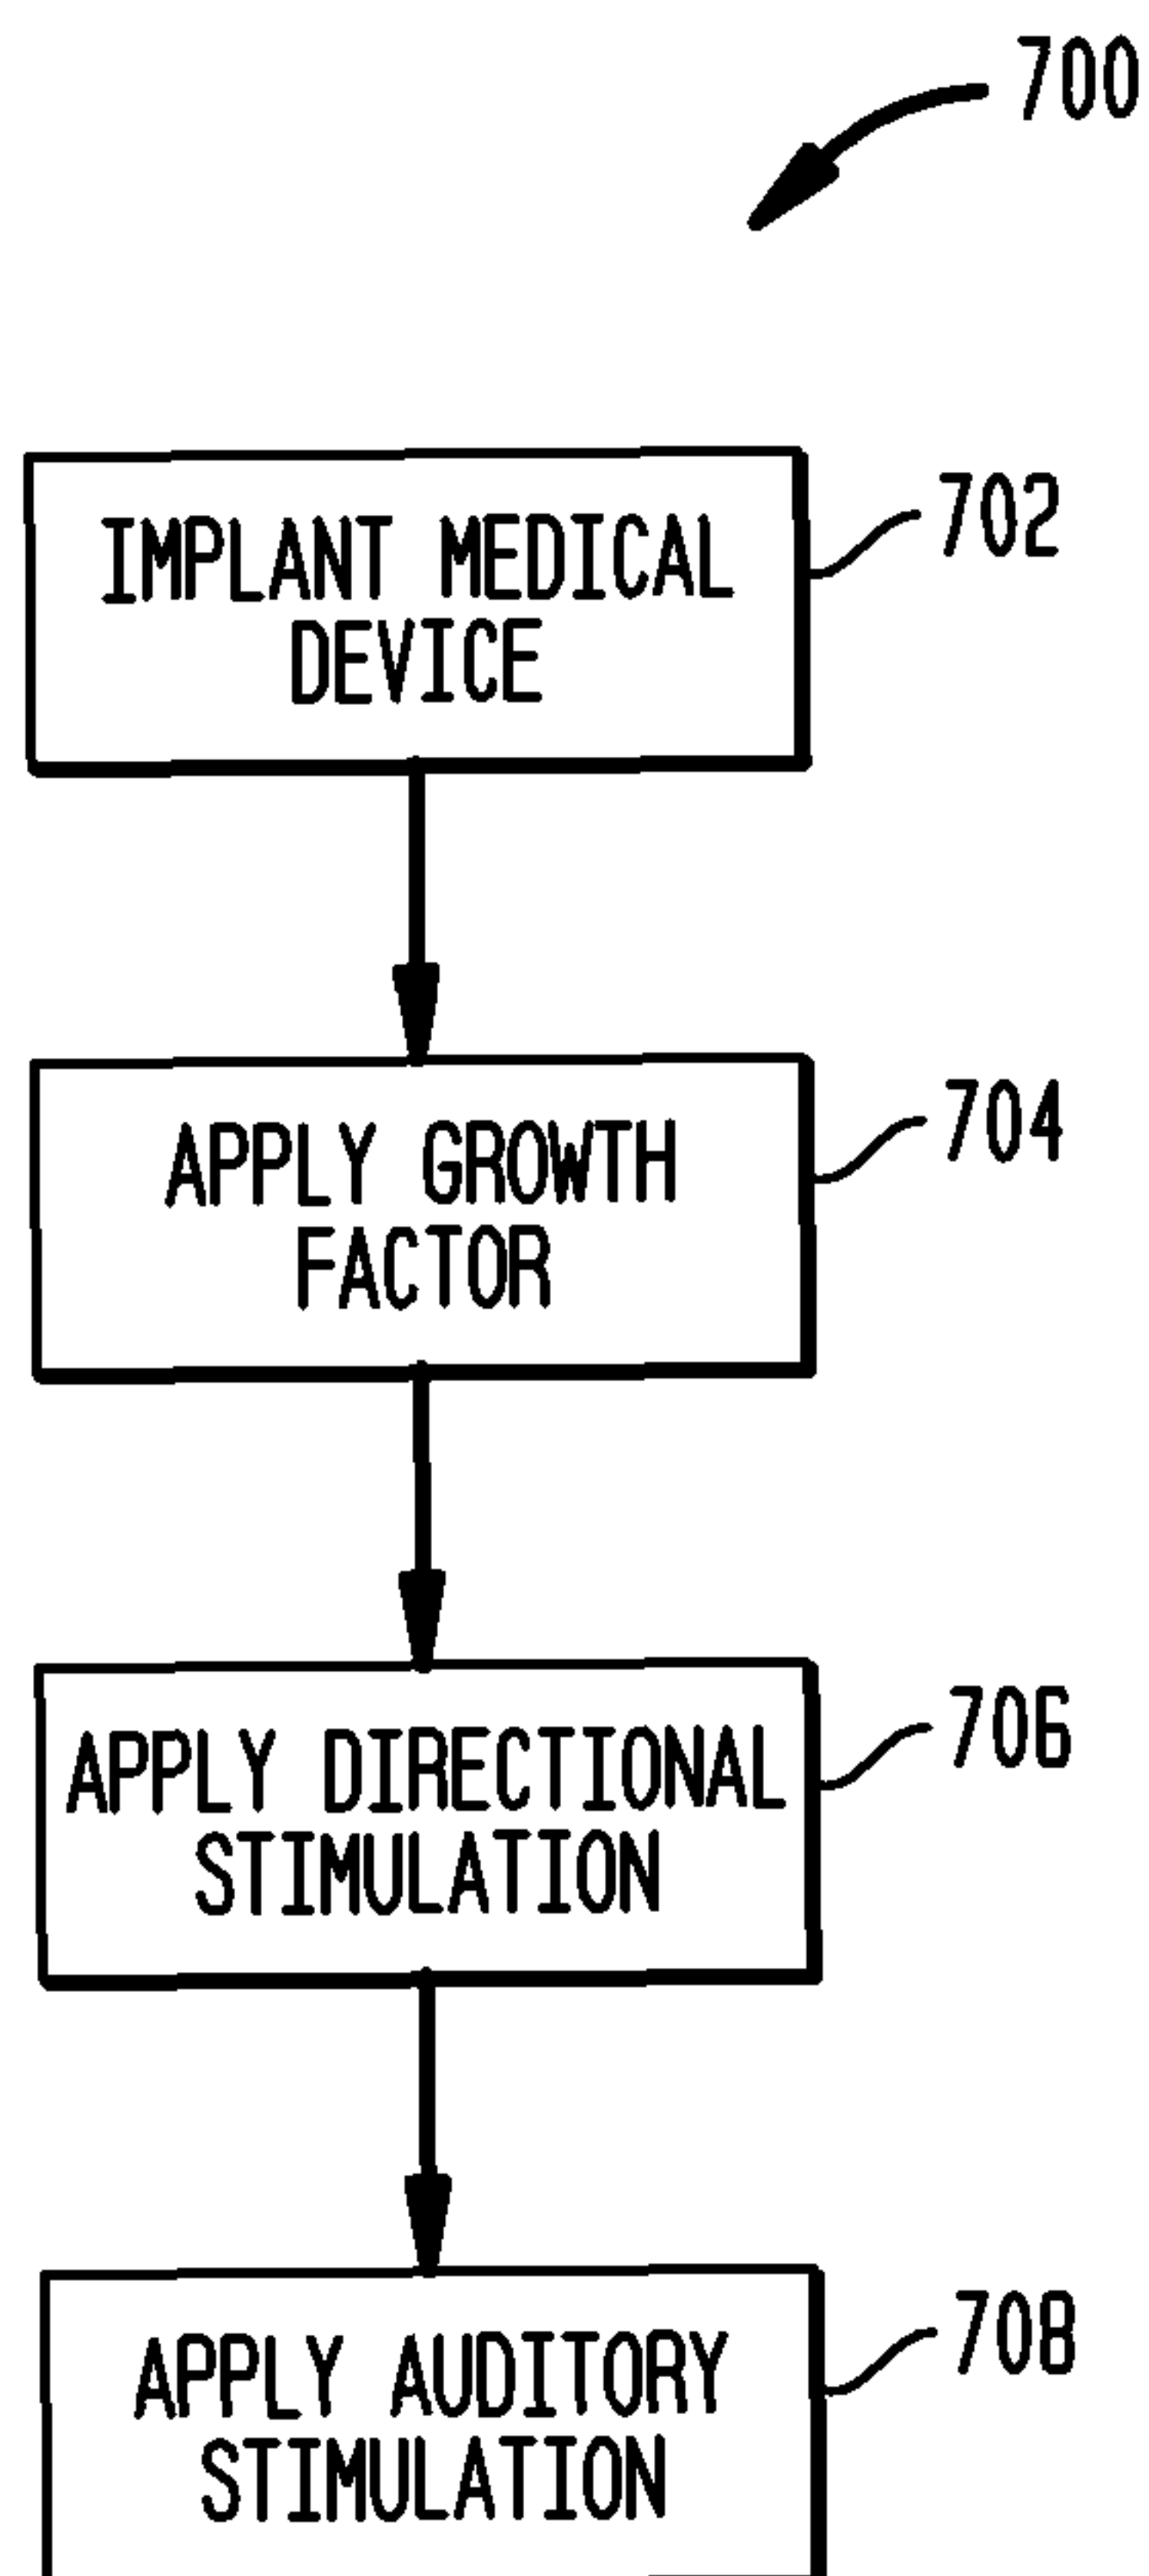 700
IMPLANT MEDICAL
DEVICE
702
APPLY GROWTH
FACTOR
704
APPLY DIRECTIONAL
STIMULATION
706
APPLY AUDITORY
STIMULATION
708